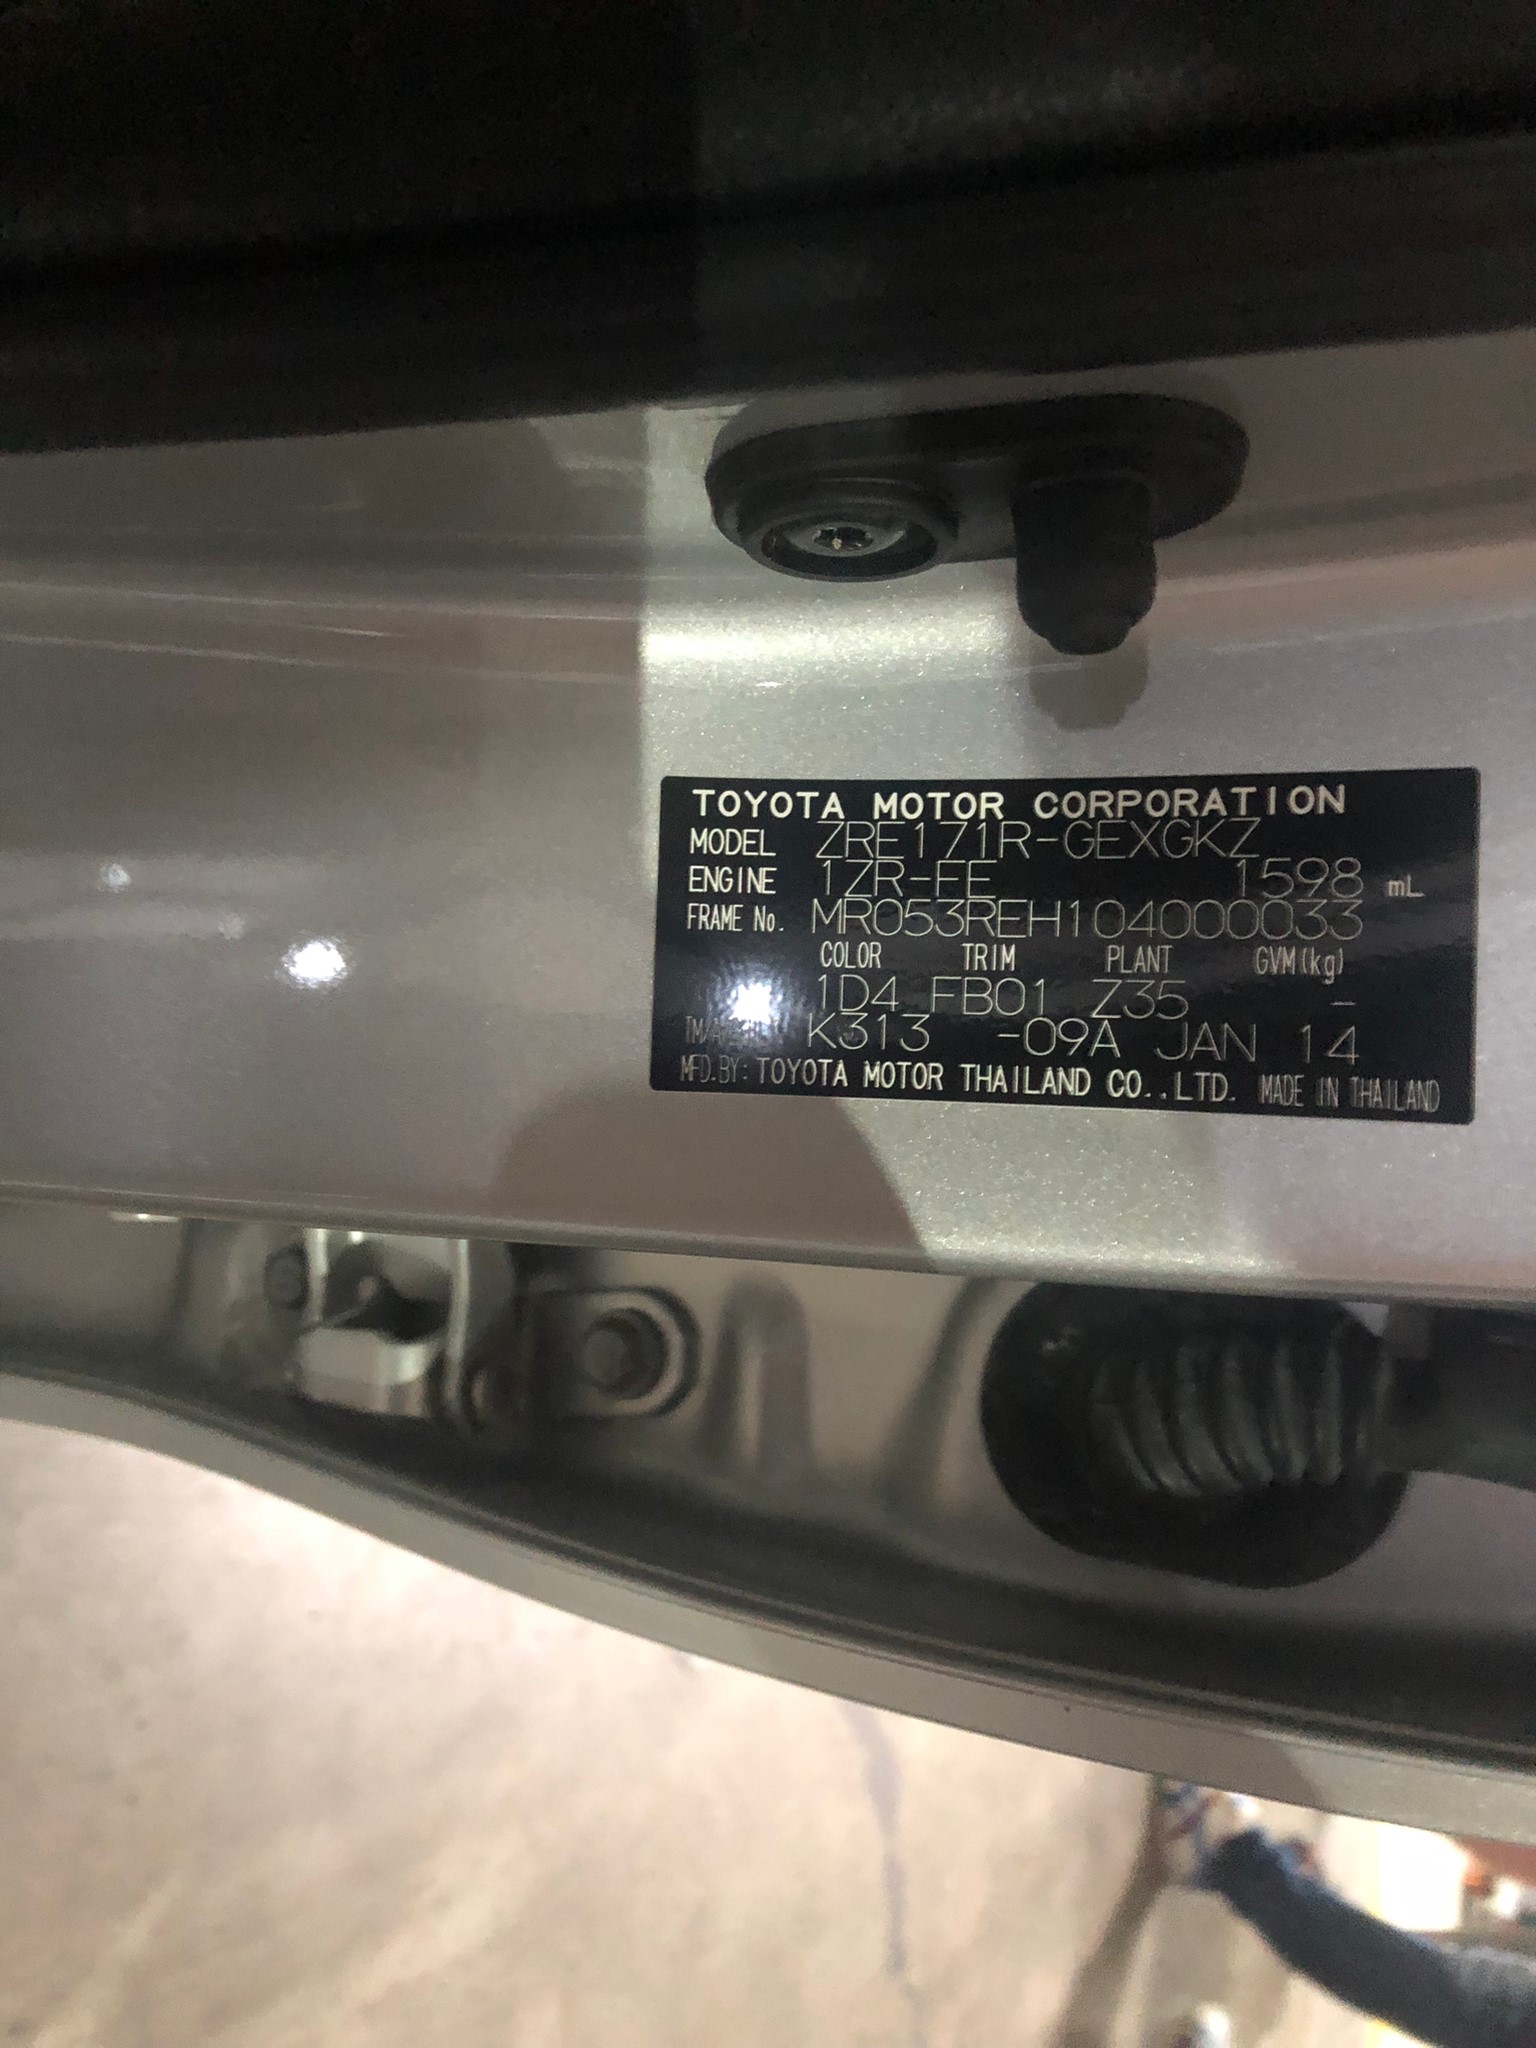 TOYOTA MOTOR CORPORATION
MODEL ZRE171R-GEXGKZ
ENGINE 1ZR-FE 1598 mL
FRAME No. MR053REH104000033
COLOR TRIM PLANT GVM(kg)
1D4 FB01 Z35 -
K313 -09A JAN 14
MFD.BY: TOYOTA MOTOR THAILAND CO.,LTD. MADE IN THAILAND